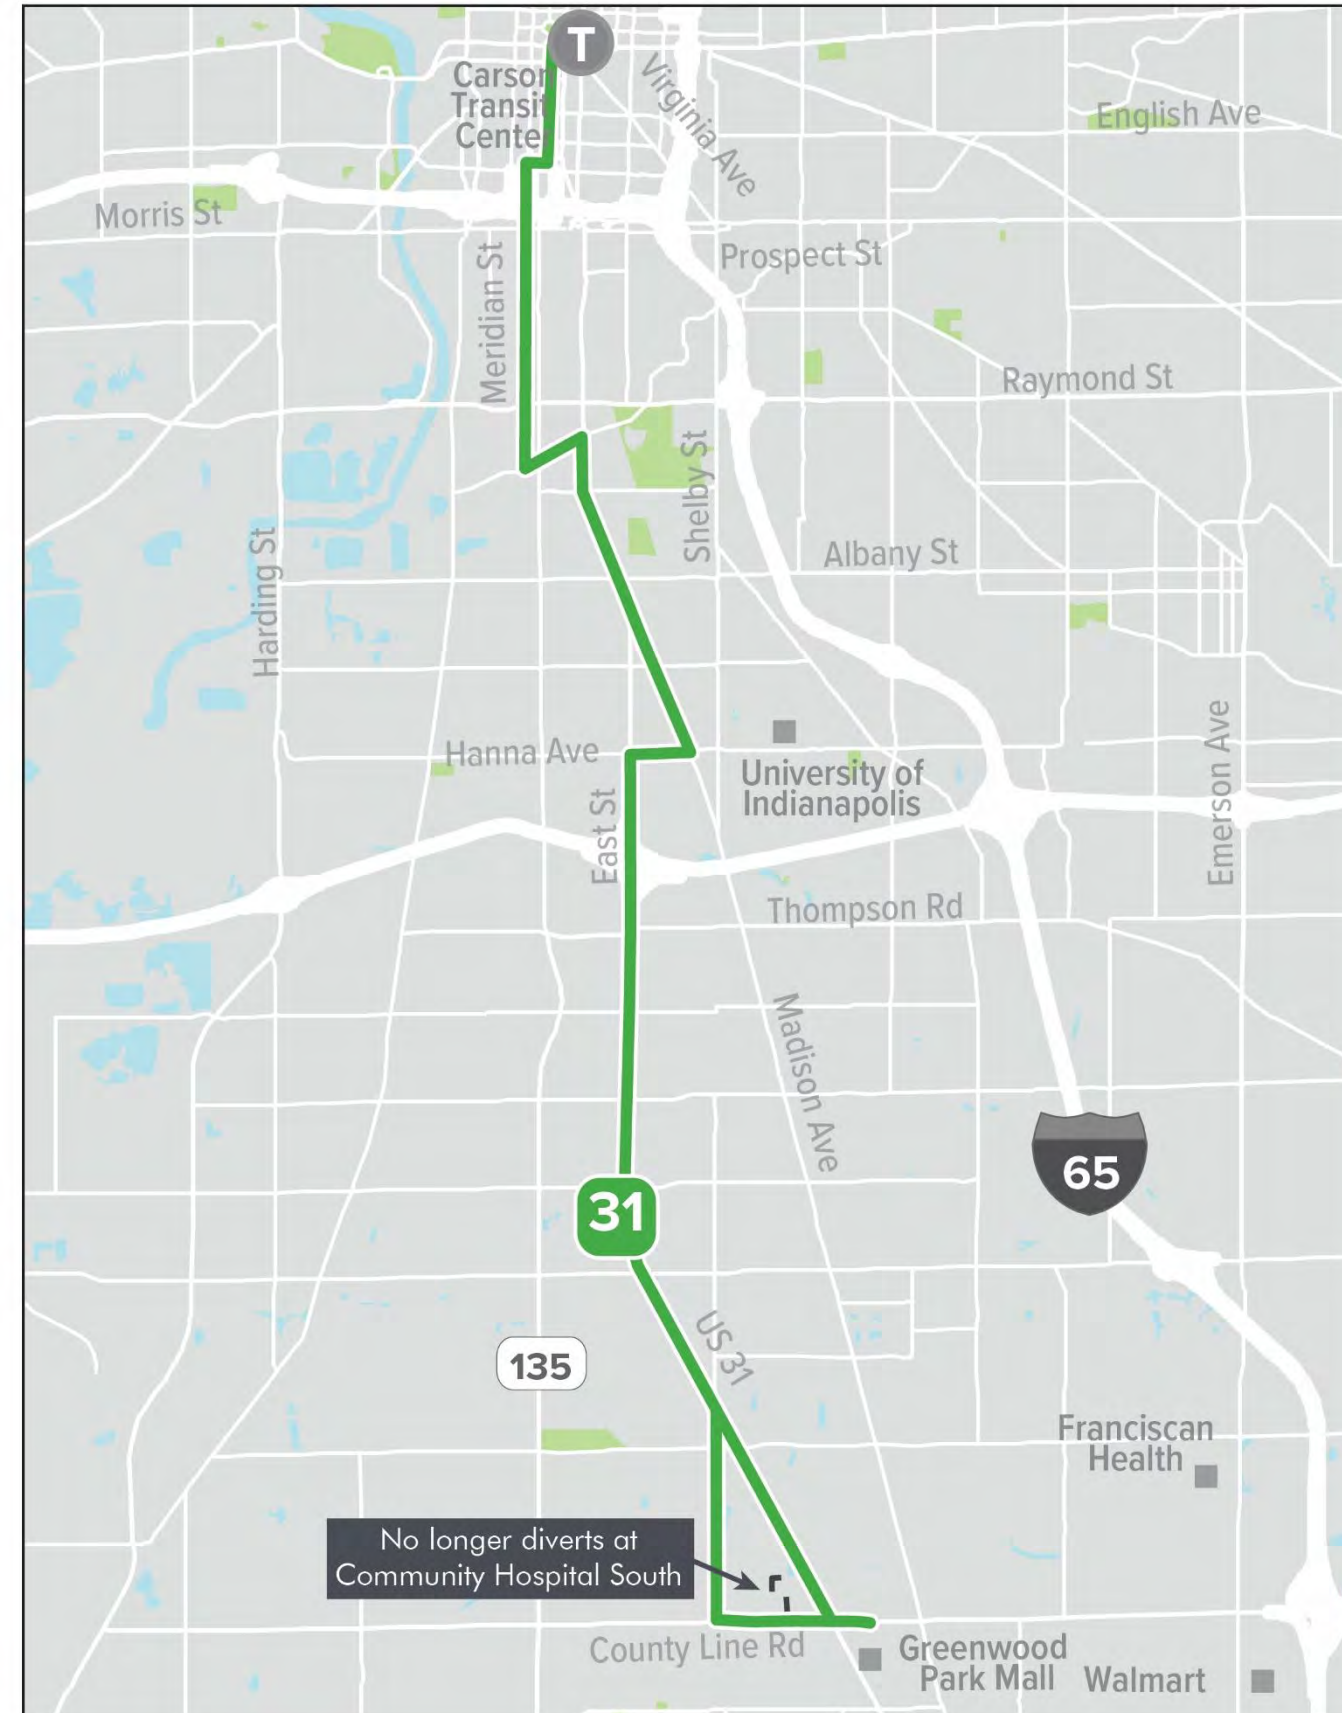 T
Carson
Transit
Center
Virginia Ave
English Ave
Morris St
Prospect St
Meridian St
Raymond St
Shelby St
Albany St
Harding St
Hanna Ave
University of
Indianapolis
Emerson Ave
East St
Thompson Rd
Madison Ave
65
31
US 31
135
Franciscan
Health
No longer diverts at
Community Hospital South
County Line Rd
Greenwood
Park Mall
Walmart